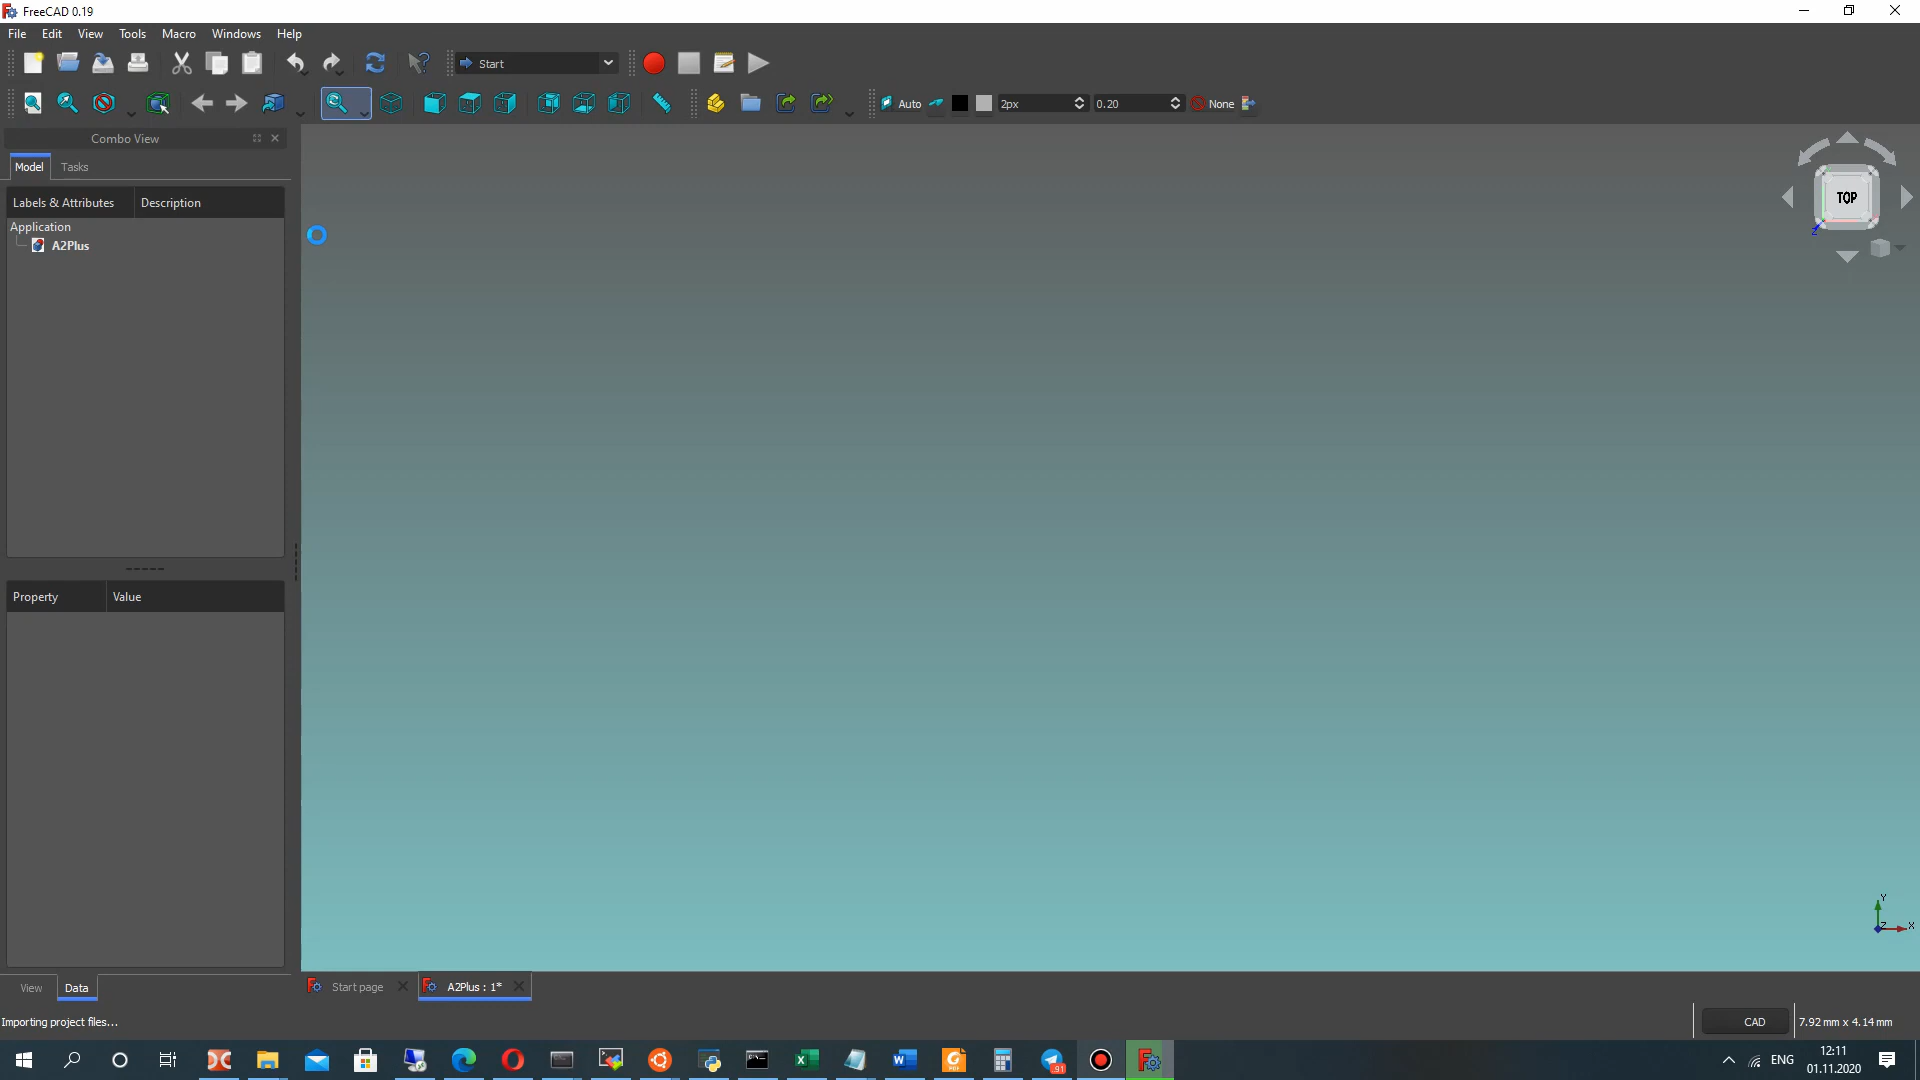 FreeCAD 0.19
File Edit View Tools Macro Windows Help
Start
Auto 2px 0.20 None
Combo View
Model Tasks
Labels & Attributes Description
Application
A2Plus
TOP
Z
Property Value
Y
Z X
View Data
Start page A2Plus : 1*
Importing project files...
CAD 7.92 mm x 4.14 mm
91
ENG
12:11
01.11.2020